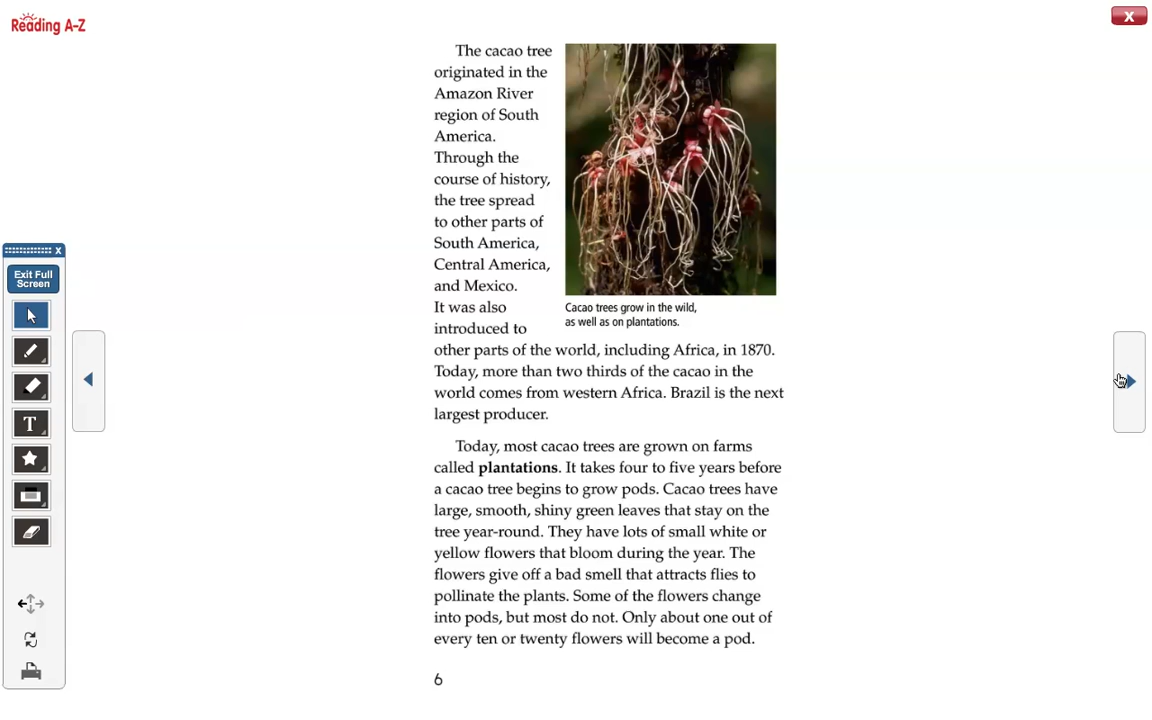 Reading A-Z
X
The cacao tree
originated in the
Amazon River
region of South
America.
Through the
course of history,
the tree spread
to other parts of
South America,
Central America,
and Mexico.
It was also
introduced to
other parts of the world, including Africa, in 1870.
Today, more than two thirds of the cacao in the
world comes from western Africa. Brazil is the next
largest producer.
Cacao trees grow in the wild,
as well as on plantations.
Today, most cacao trees are grown on farms
called plantations. It takes four to five years before
a cacao tree begins to grow pods. Cacao trees have
large, smooth, shiny green leaves that stay on the
tree year-round. They have lots of small white or
yellow flowers that bloom during the year. The
flowers give off a bad smell that attracts flies to
pollinate the plants. Some of the flowers change
into pods, but most do not. Only about one out of
every ten or twenty flowers will become a pod.
6
x
Exit Full
Screen
T